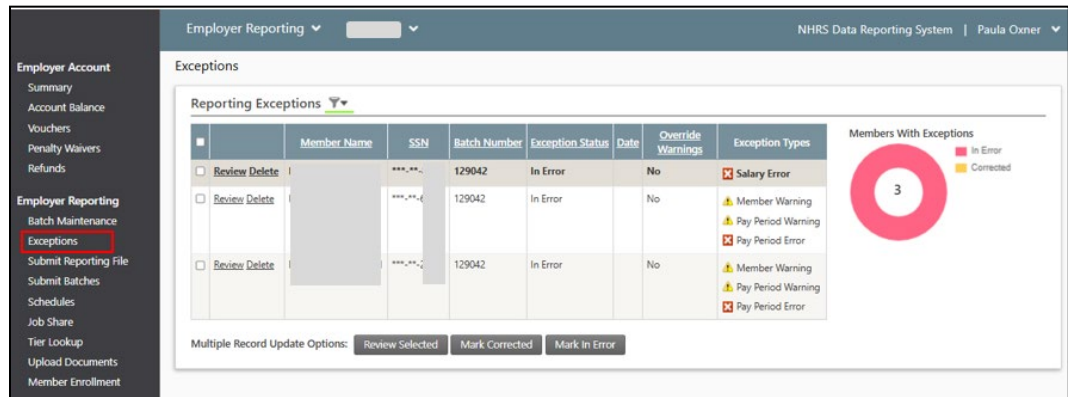 Employer Reporting
NHRS Data Reporting System | Paula Oxner
Employer Account
Summary
Account Balance
Vouchers
Penalty Waivers
Refunds
Employer Reporting
Batch Maintenance
Exceptions
Submit Reporting File
Submit Batches
Schedules
Job Share
Tier Lookup
Upload Documents
Member Enrollment
Exceptions
Reporting Exceptions
Member Name SSN Batch Number Exception Status Date Override Warnings Exception Types
Review Delete ***-**- 129042 In Error No Salary Error
Review Delete ***-**- 129042 In Error No Member Warning
Pay Period Warning
Pay Period Error
Review Delete ***-**- 129042 In Error No Member Warning
Pay Period Warning
Pay Period Error
Multiple Record Update Options: Review Selected Mark Corrected Mark In Error
Members With Exceptions
In Error
Corrected
3